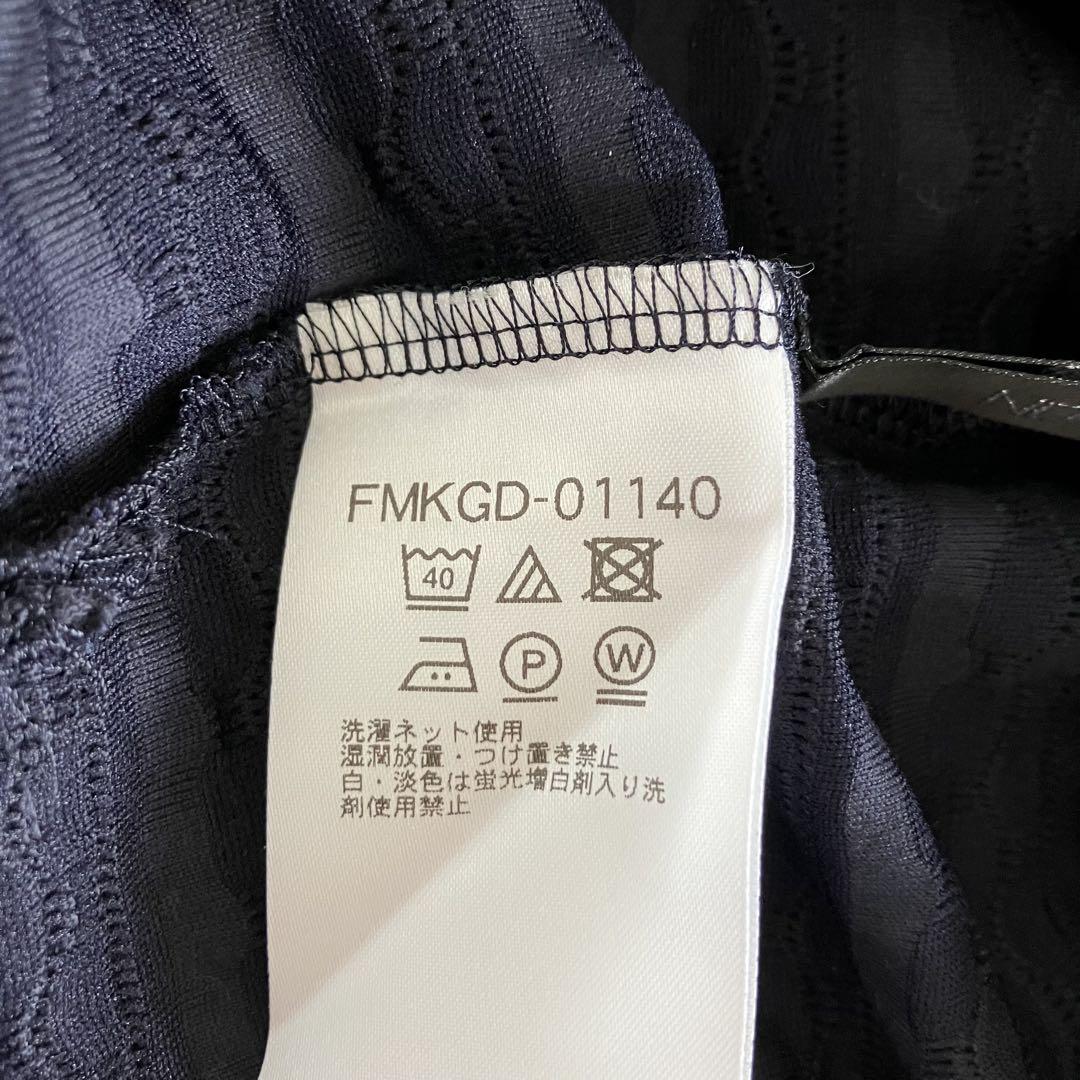 FMKGD-01140
40
P W
洗濯ネット使用
湿潤放置・つけ置き禁止
白・淡色は蛍光増白剤入り洗
剤使用禁止